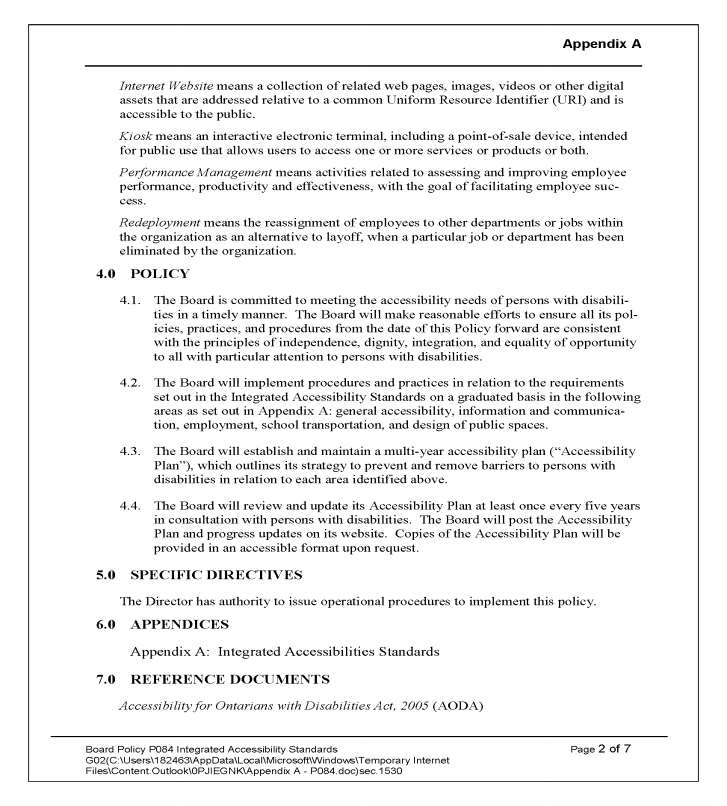 Appendix A
Internet Website means a collection of related web pages, images, videos or other digital
assets that are addressed relative to a common Uniform Resource Identifier (URI) and is
accessible to the public.
Kiosk means an interactive electronic terminal, including a point-of-sale device, intended
for public use that allows users to access one or more services or products or both.
Performance Management means activities related to assessing and improving employee
performance, productivity and effectiveness, with the goal of facilitating employee suc-
cess.
Redeployment means the reassignment of employees to other departments or jobs within
the organization as an alternative to layoff, when a particular job or department has been
eliminated by the organization.
4.0 POLICY
4.1. The Board is committed to meeting the accessibility needs of persons with disabili-
ties in a timely manner. The Board will make reasonable efforts to ensure all its pol-
icies, practices, and procedures from the date of this Policy forward are consistent
with the principles of independence, dignity, integration, and equality of opportunity
to all with particular attention to persons with disabilities.
4.2. The Board will implement procedures and practices in relation to the requirements
set out in the Integrated Accessibility Standards on a graduated basis in the following
areas as set out in Appendix A: general accessibility, information and communica-
tion, employment, school transportation, and design of public spaces.
4.3. The Board will establish and maintain a multi-year accessibility plan (“Accessibility
Plan”), which outlines its strategy to prevent and remove barriers to persons with
disabilities in relation to each area identified above.
4.4. The Board will review and update its Accessibility Plan at least once every five years
in consultation with persons with disabilities. The Board will post the Accessibility
Plan and progress updates on its website. Copies of the Accessibility Plan will be
provided in an accessible format upon request.
5.0 SPECIFIC DIRECTIVES
The Director has authority to issue operational procedures to implement this policy.
6.0 APPENDICES
Appendix A: Integrated Accessibilities Standards
7.0 REFERENCE DOCUMENTS
Accessibility for Ontarians with Disabilities Act, 2005 (AODA)
Board Policy P084 Integrated Accessibility Standards Page 2 of 7
G02(C:\Users\182463\AppData\Local\Microsoft\Windows\Temporary Internet
Files\Content.Outlook\0PJIEGNK\Appendix A - P084.doc)sec.1530